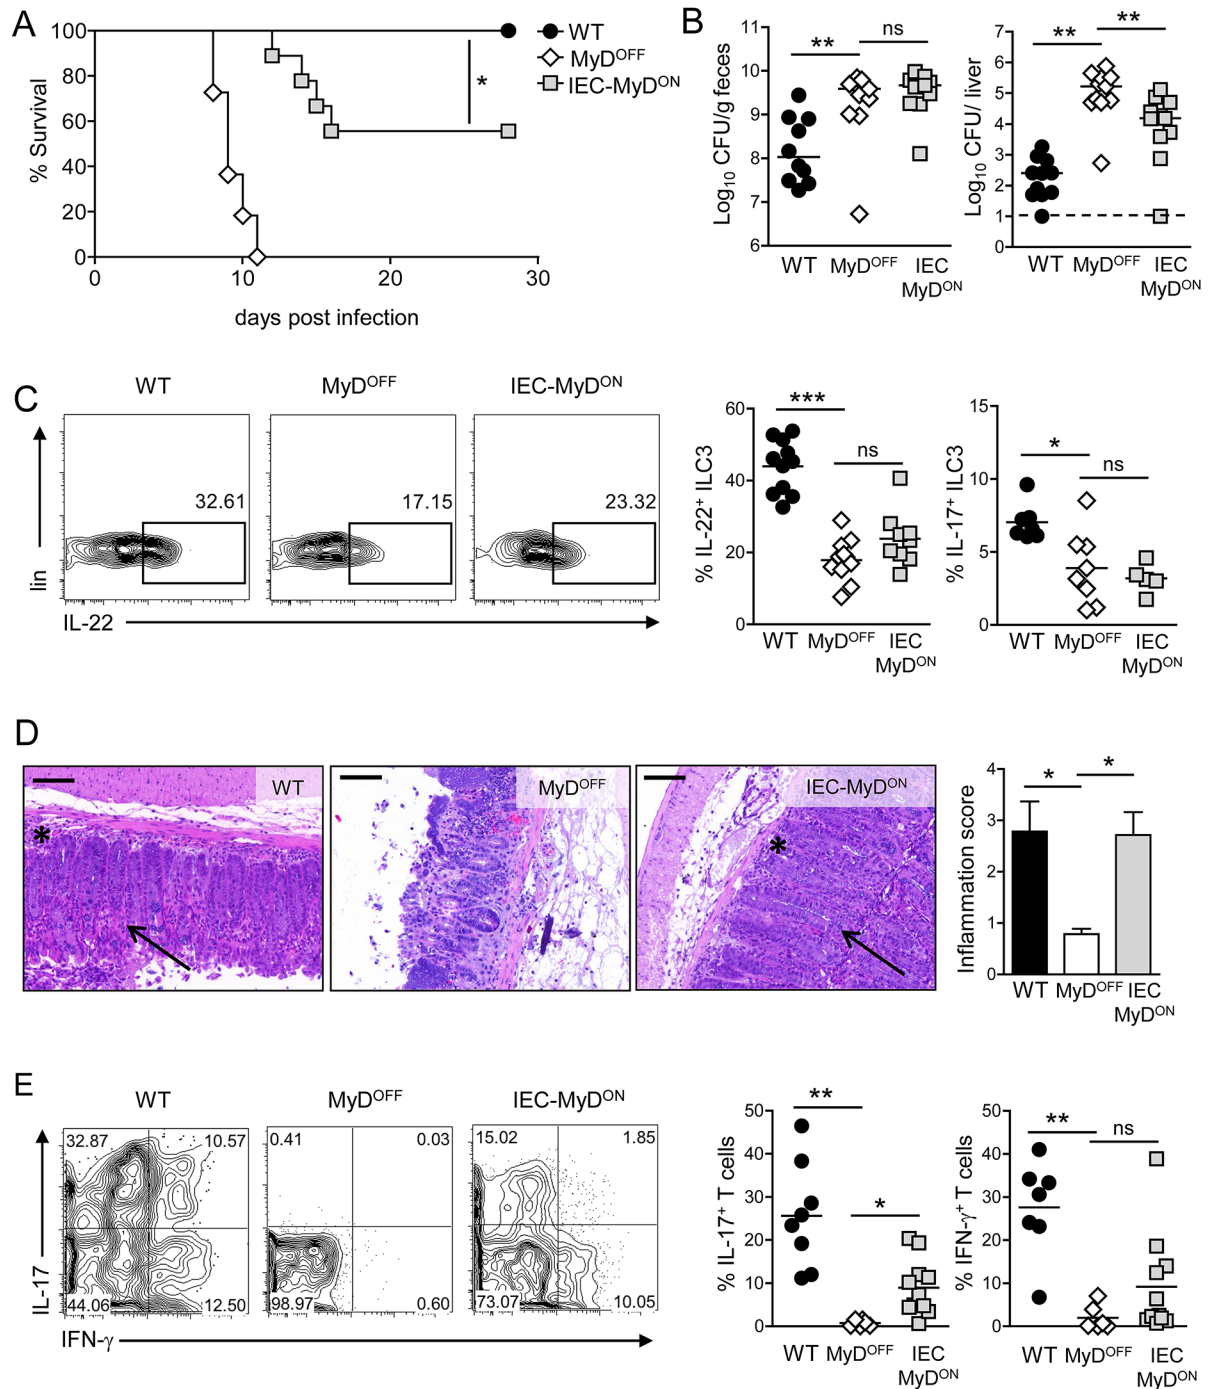 A
% Survival
100
80
60
40
20
0
0 10 20 30
days post infection
*
WT
MyD^OFF
IEC-MyD^ON
B
Log10 CFU/g feces
11
10
9
8
7
6
** ns
WT MyD^OFF IEC
MyD^ON
Log10 CFU/ liver
7
6
5
4
3
2
1
0
** **
WT MyD^OFF IEC
MyD^ON
C
WT MyD^OFF IEC-MyD^ON
32.61 17.15 23.32
lin
IL-22
% IL-22+ ILC3
60
40
20
0
*** ns
WT MyD^OFF IEC
MyD^ON
% IL-17+ ILC3
15
10
5
0
* ns
WT MyD^OFF IEC
MyD^ON
D
WT MyD^OFF IEC-MyD^ON
* *
Inflammation score
4
3
2
1
0
* *
WT MyD^OFF IEC
MyD^ON
E
WT MyD^OFF IEC-MyD^ON
32.87 10.57 0.41 0.03 15.02 1.85
44.06 12.50 98.97 0.60 73.07 10.05
IL-17
IFN-γ
% IL-17+ T cells
50
40
30
20
10
0
** *
WT MyD^OFF IEC
MyD^ON
% IFN-γ+ T cells
50
40
30
20
10
0
** ns
WT MyD^OFF IEC
MyD^ON